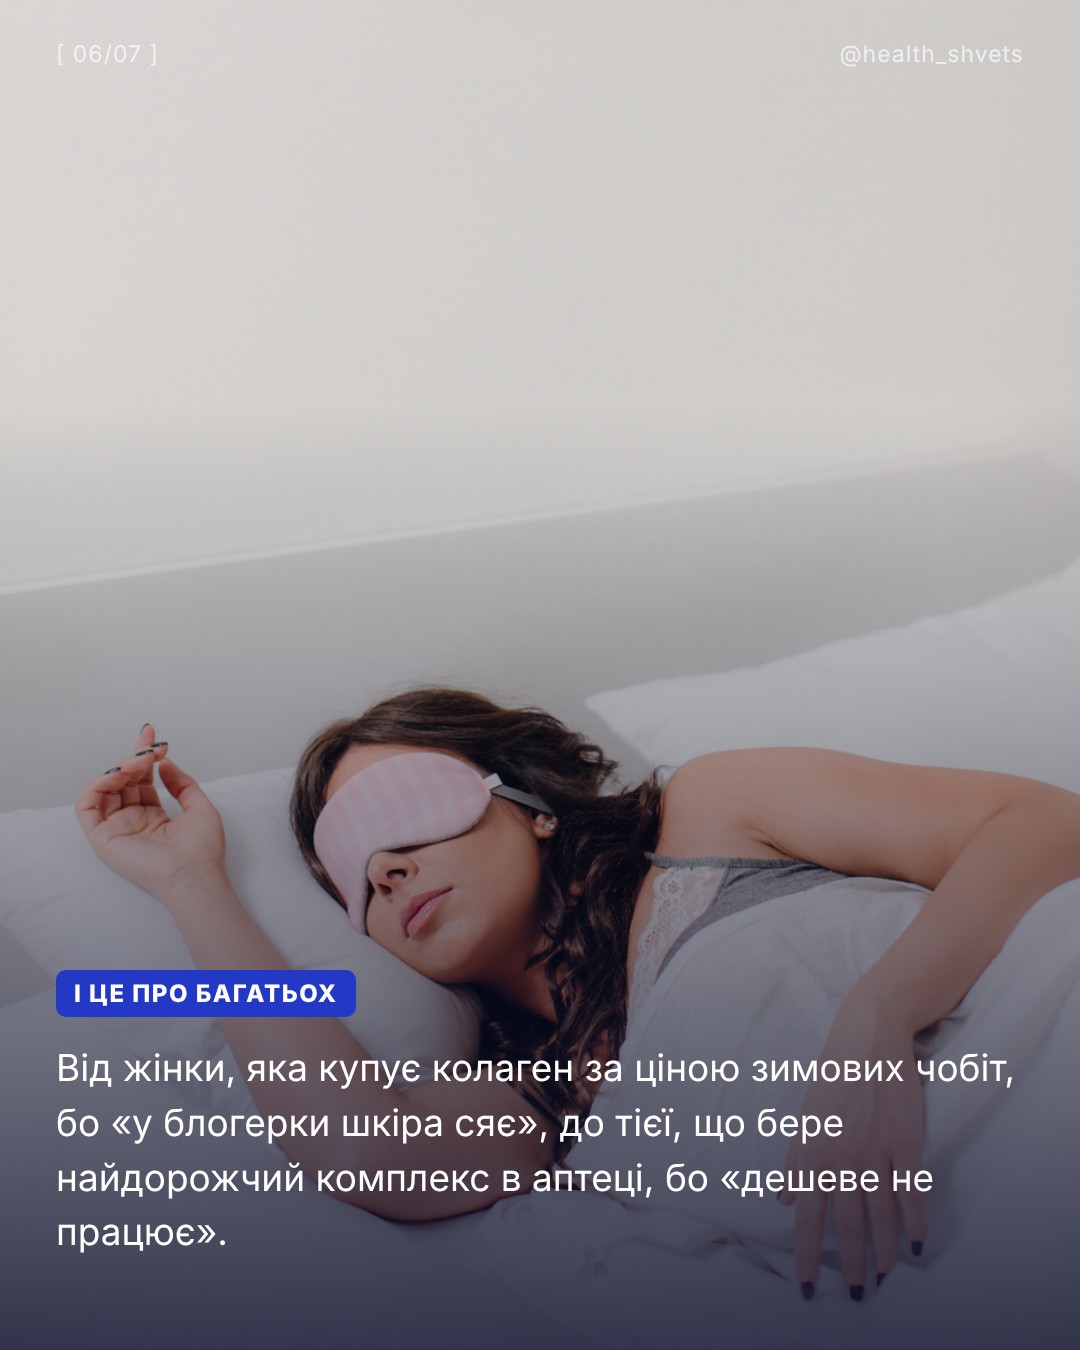 [ 06/07 ]
@health_shvets
І ЦЕ ПРО БАГАТЬОХ
Від жінки, яка купує колаген за ціною зимових чобіт,
бо «у блогерки шкіра сяє», до тієї, що бере
найдорожчий комплекс в аптеці, бо «дешеве не
працює».